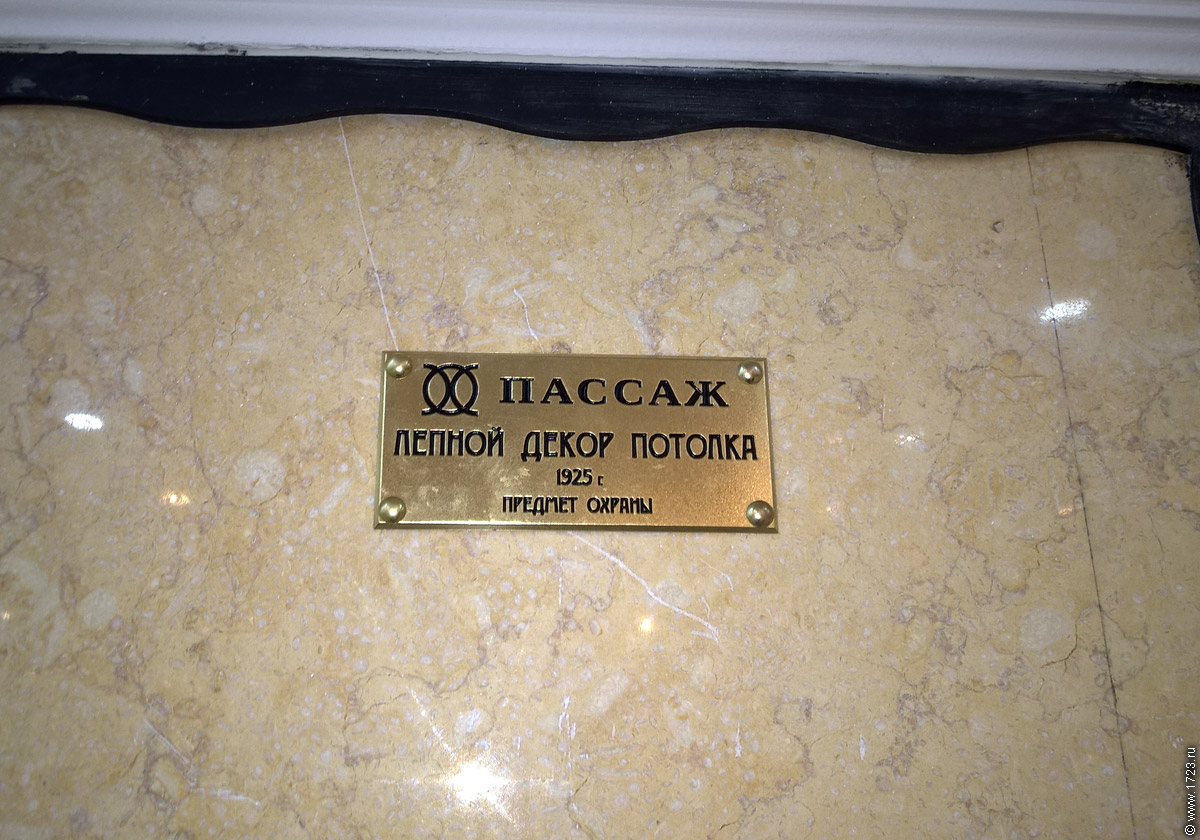 ПАССАЖ
ЛЕПНОЙ ДЕКОР ПОТОЛКА
1925 г.
ПРЕДМЕТ ОХРАНЫ
© www.1723.ru